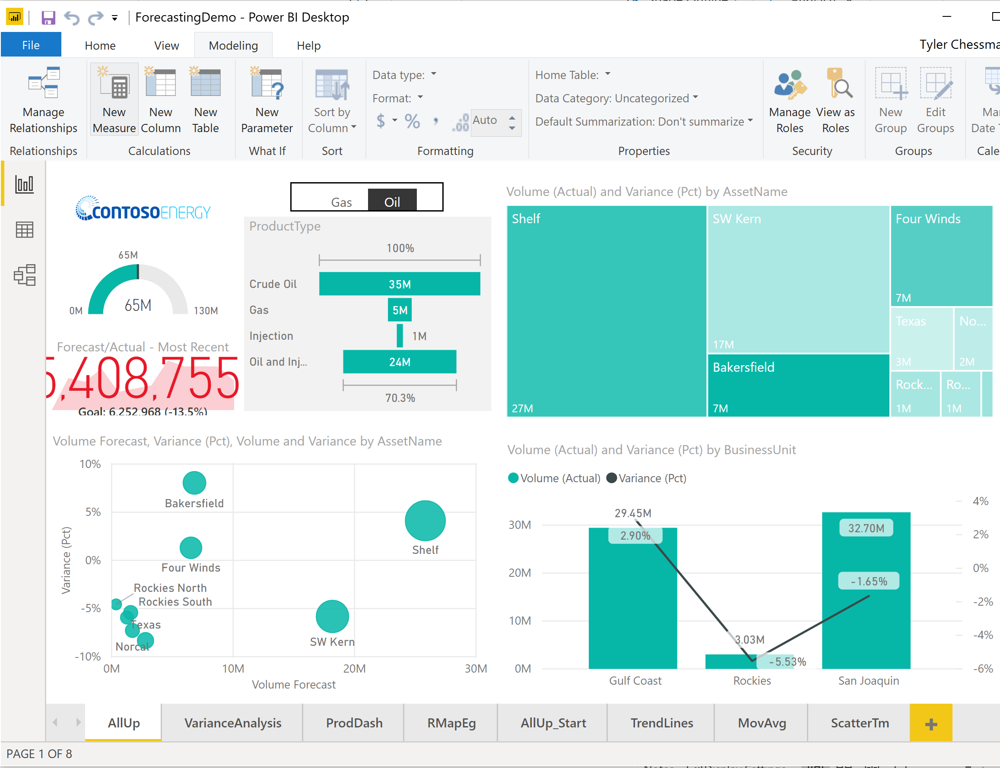 ForecastingDemo - Power BI Desktop
File Home View Modeling Help
Tyler
Manage Relationships
New Measure
New Column
New Table
New Parameter
Sort by Column
Data type:
Format:
$ % , .00 Auto
Home Table:
Data Category: Uncategorized
Default Summarization: Don't summarize
Manage Roles
View as Roles
New Group
Edit Groups
Date
Relationships Calculations What If Sort Formatting Properties Security Groups
CONTOSOENERGY
Gas Oil
65M
65M
0M 130M
Forecast/Actual - Most Recent
,408,755
Goal: 6,252,968 (-13.5%)
ProductType
100%
Crude Oil 35M
Gas 5M
Injection 1M
Oil and Inj... 24M
70.3%
Volume (Actual) and Variance (Pct) by AssetName
Shelf
27M
SW Kern
17M
Bakersfield
7M
Four Winds
7M
Texas
3M
No...
2M
Rock...
1M
Ro...
1M
Volume Forecast, Variance (Pct), Volume and Variance by AssetName
Variance (Pct)
10%
5%
0%
-5%
-10%
Bakersfield
Shelf
Four Winds
Rockies North
Rockies South
Texas
Norcal
SW Kern
0M 10M 20M 30M
Volume Forecast
Volume (Actual) and Variance (Pct) by BusinessUnit
Volume (Actual) Variance (Pct)
30M
20M
10M
0M
29.45M
2.90%
3.03M
-5.53%
32.70M
-1.65%
4%
2%
0%
-2%
-4%
-6%
Gulf Coast Rockies San Joaquin
AllUp VarianceAnalysis ProdDash RMapEg AllUp_Start TrendLines MovAvg ScatterTm +
PAGE 1 OF 8